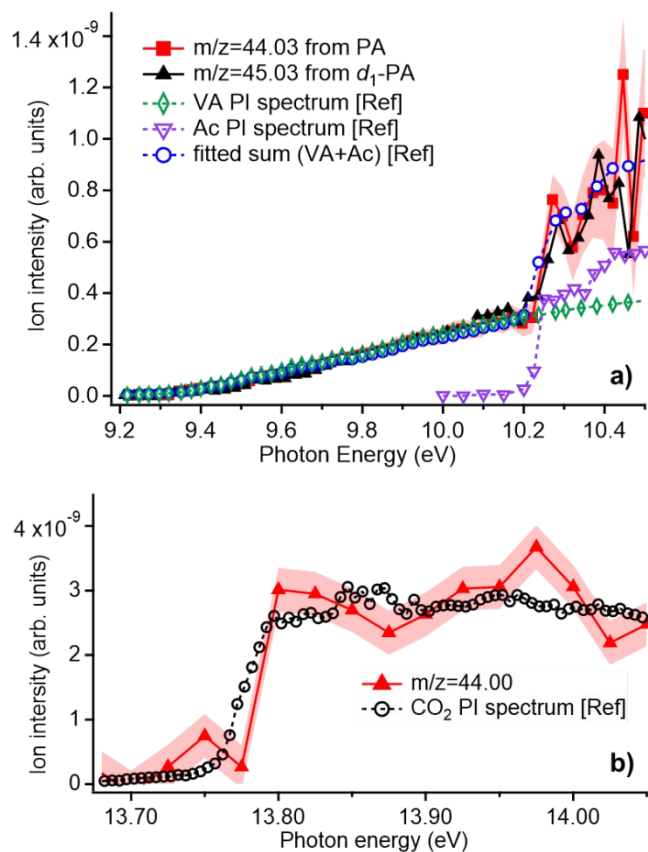 1.4 x10⁻⁹
1.2
1.0
0.8
0.6
0.4
0.2
0.0
Ion intensity (arb. units)
m/z=44.03 from PA
m/z=45.03 from d₁-PA
VA PI spectrum [Ref]
Ac PI spectrum [Ref]
fitted sum (VA+Ac) [Ref]
a)
9.2 9.4 9.6 9.8 10.0 10.2 10.4
Photon Energy (eV)
4 x10⁻⁹
3
2
1
0
Ion intersity (arb. units)
m/z=44.00
CO₂ PI spectrum [Ref]
b)
13.70 13.80 13.90 14.00
Photon energy (eV)